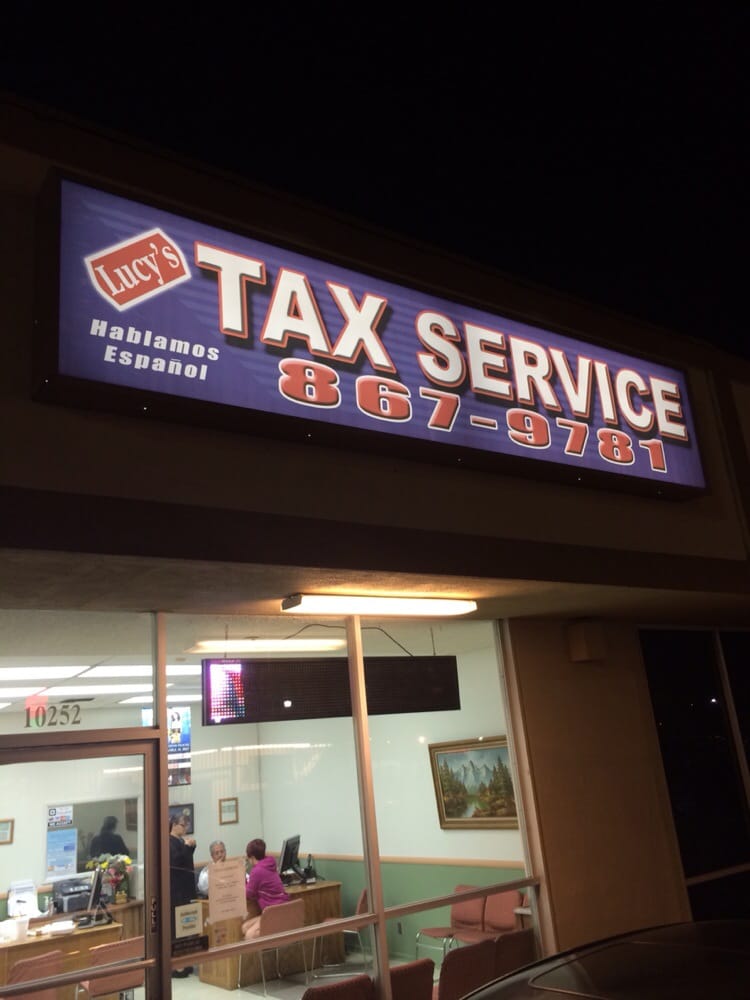 Lucy's
TAX SERVICE
Hablamos
Español
867-9781
10252